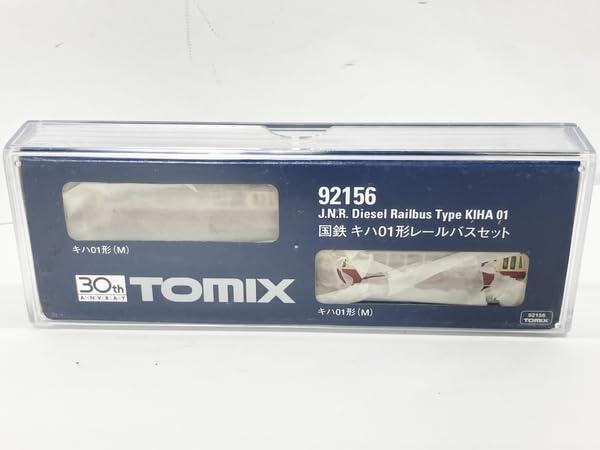 92156
J.N.R. Diesel Railbus Type KIHA 01
国鉄 キハ01形レールバスセット
キハ01形(M)
30th
A・N・V・R・A・Y
TOMIX
キハ01形(M)
92156
TOMIX